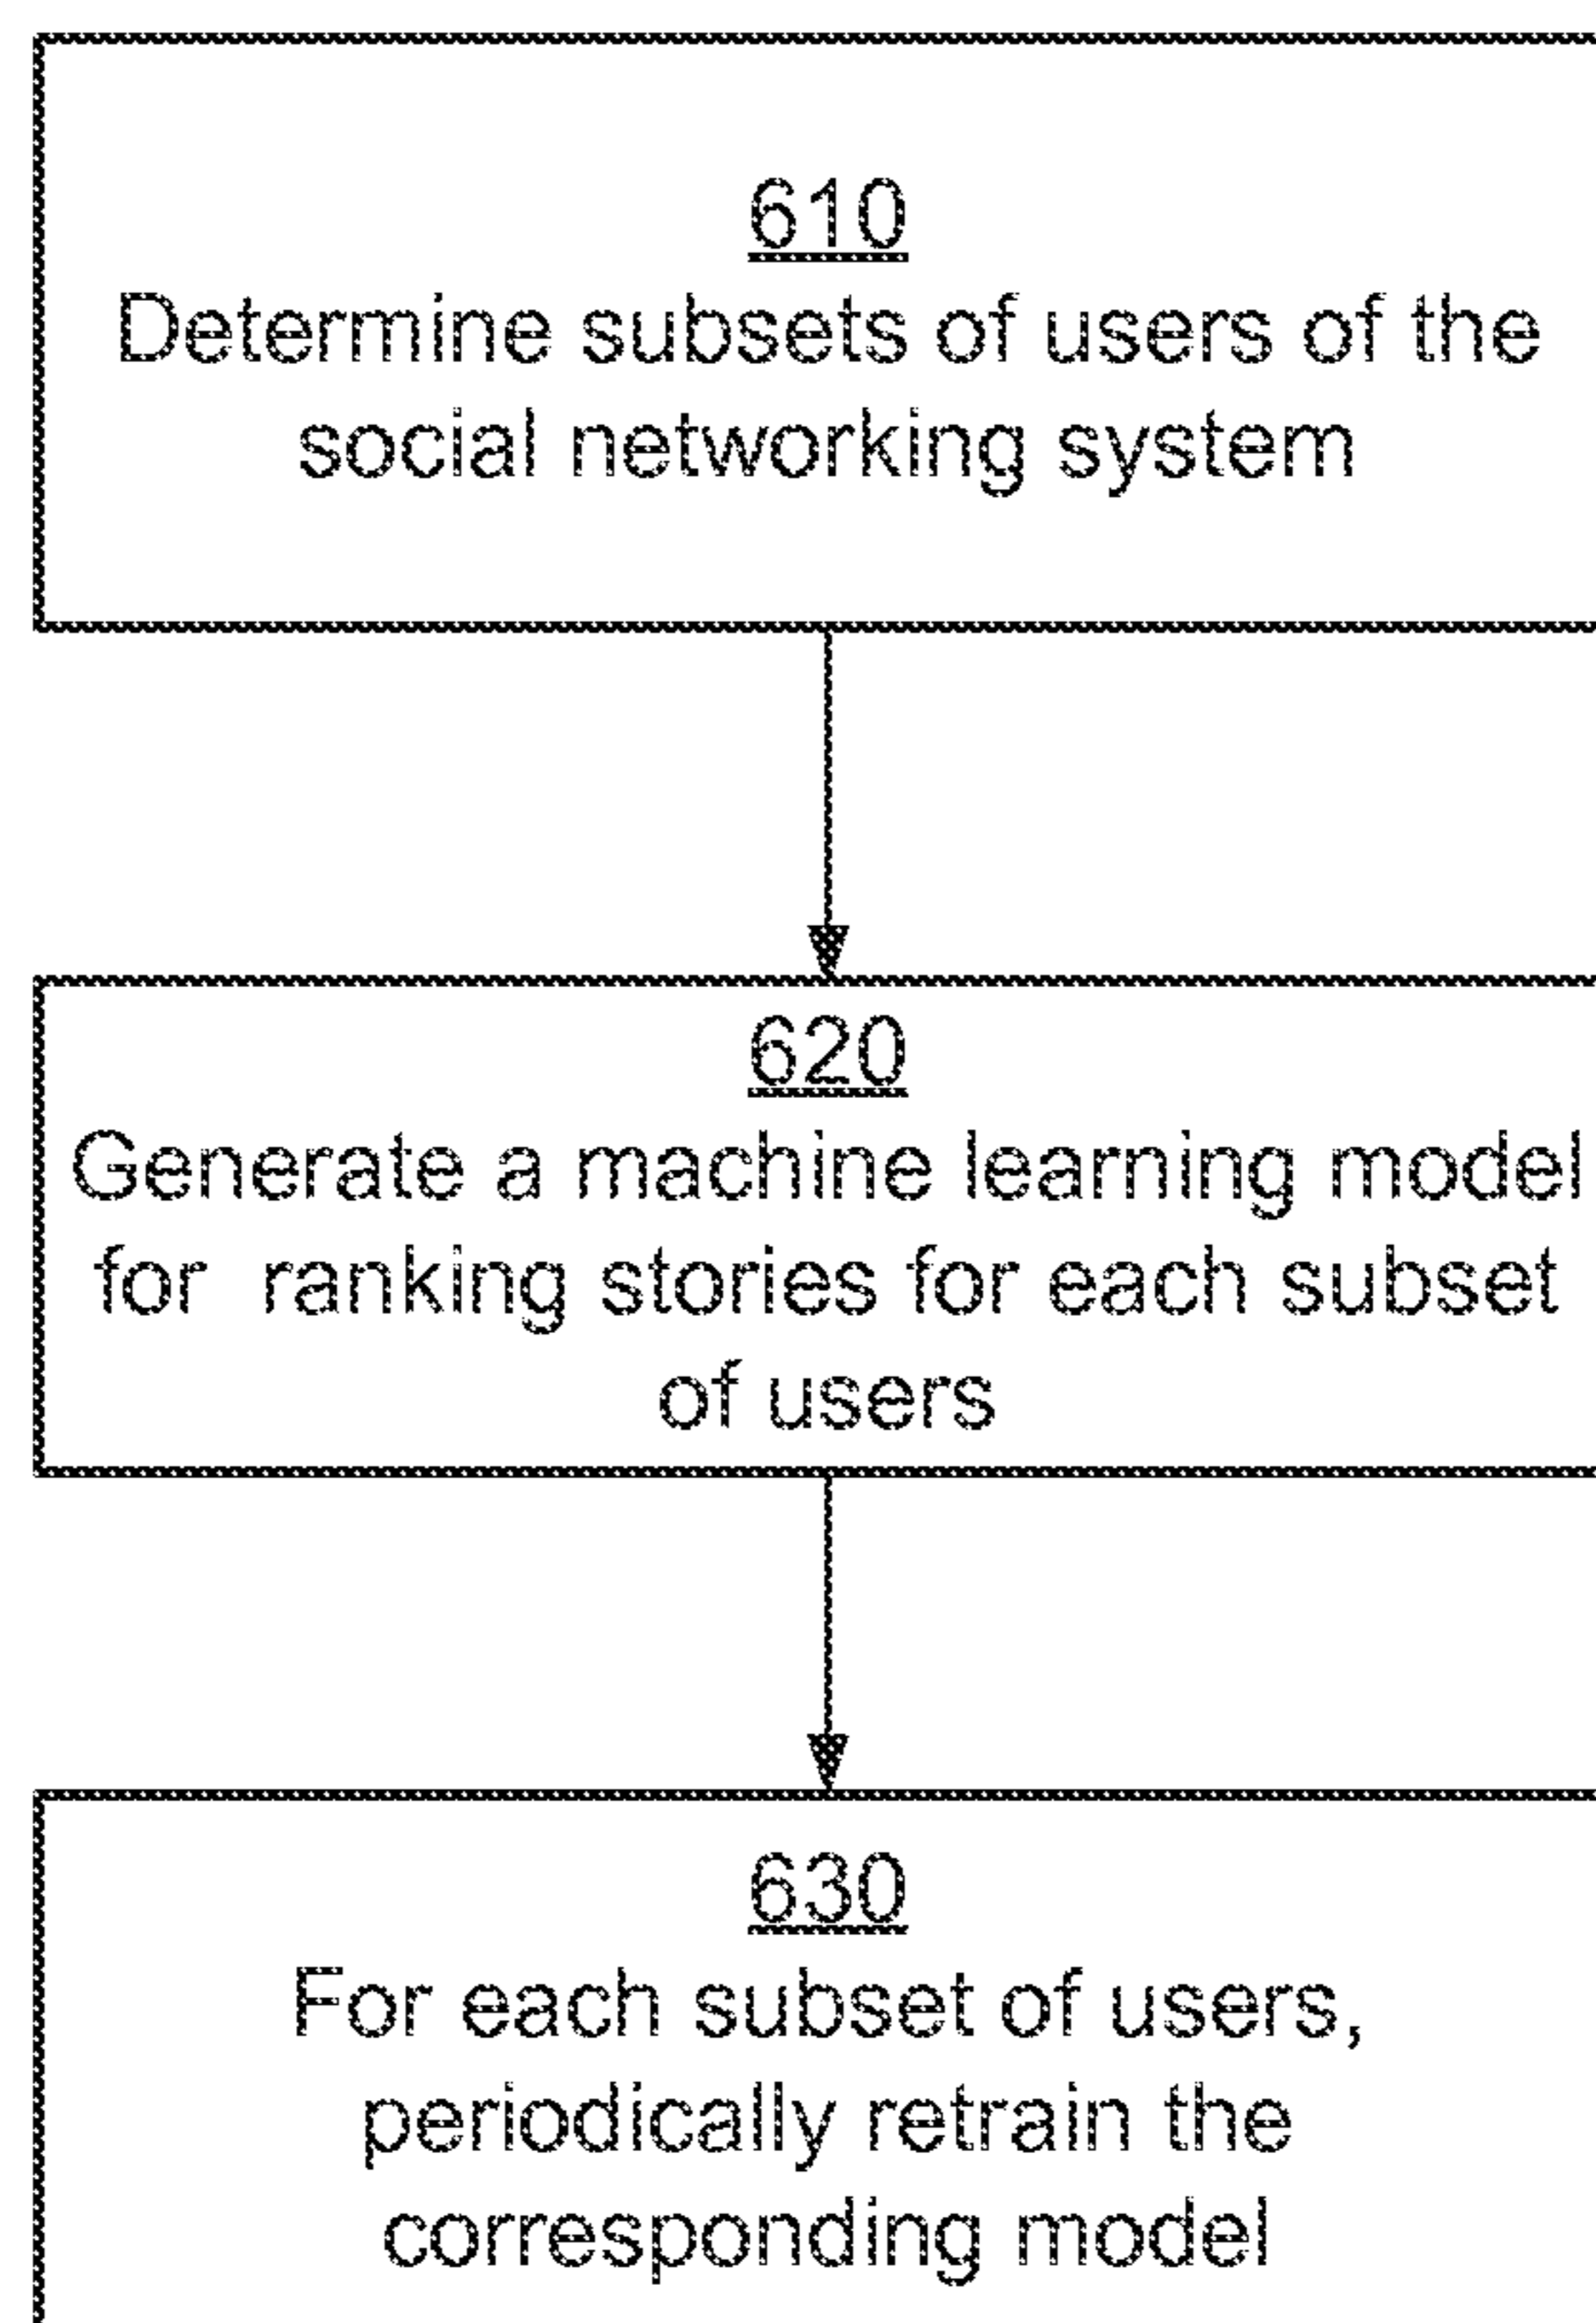 610
Determine subsets of users of the
social networking system
620
Generate a machine learning model
for ranking stories for each subset
of users
630
For each subset of users,
periodically retrain the
corresponding model